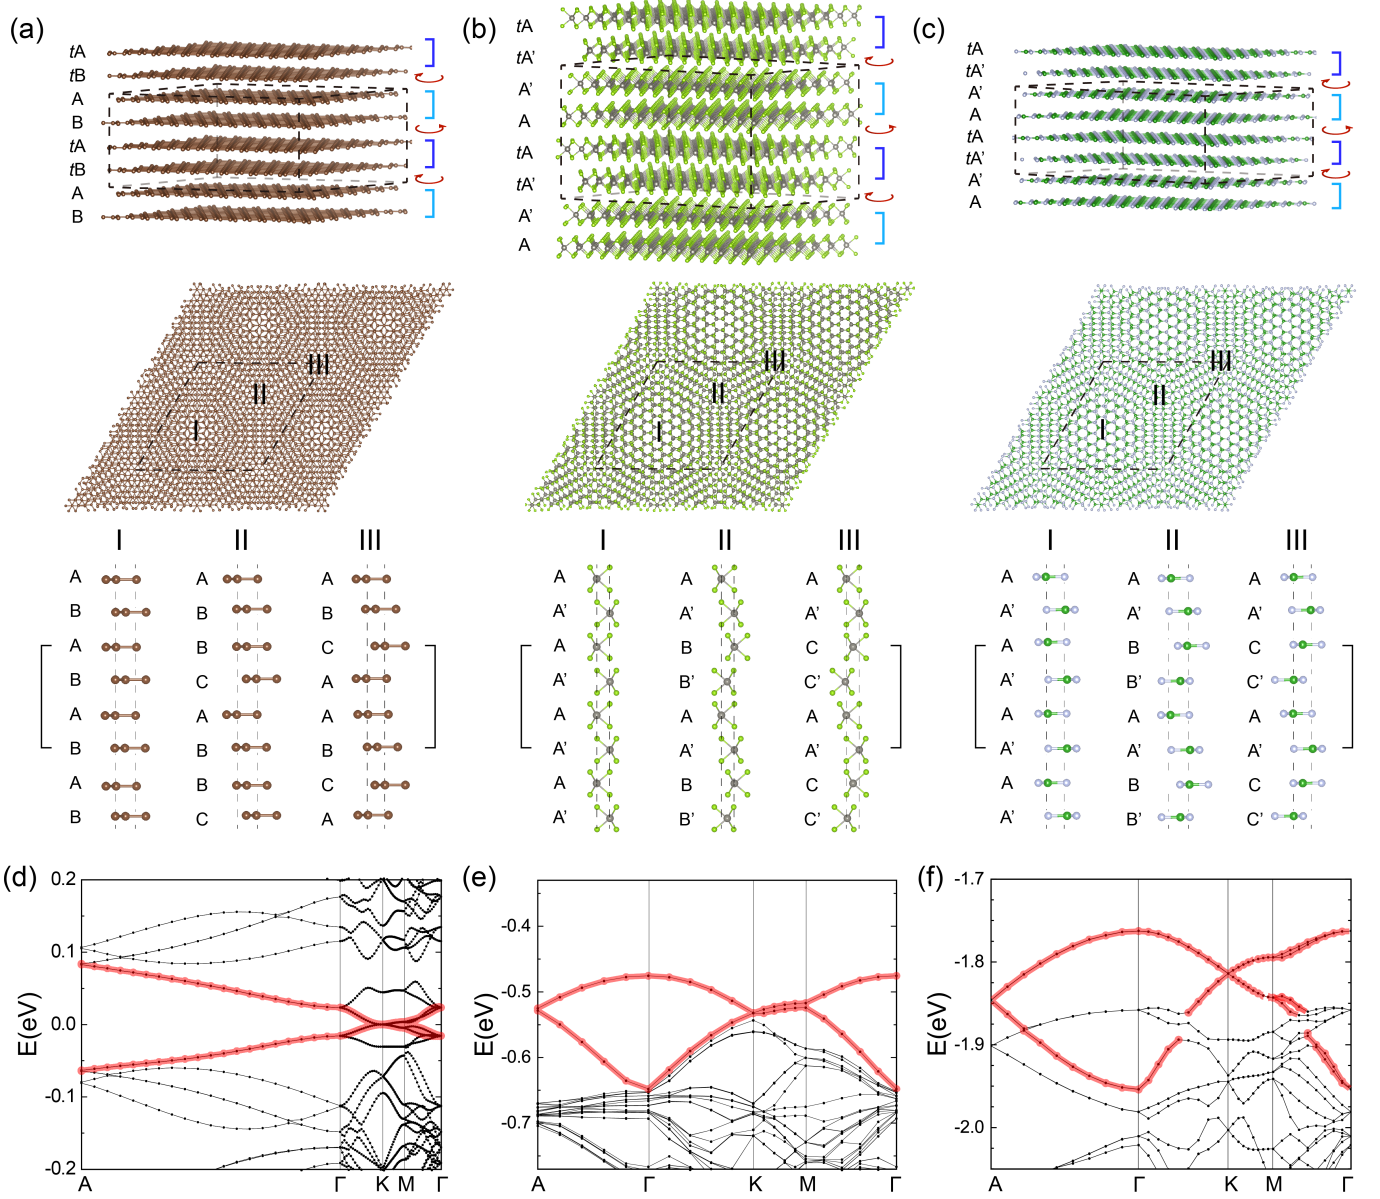 (a)
tA
tB
A
B
tA
tB
A
B
(b)
tA
tA'
A'
A
tA
tA'
A'
A
(c)
tA
tA'
A'
A
tA
tA'
A'
A
I
II
III
I
II
III
I
II
III
I II III
A A A
B B B
A B C
B C A
A A A
B B B
A B C
B C A
I II III
A A A
A' A' A'
A B C
A' B' C'
A A A
A' A' A'
A B C
A' B' C'
I II III
A A A
A' A' A'
A B C
A' B' C'
A A A
A' A' A'
A B C
A' B' C'
(d)
E(eV)
0.2
0.1
0.0
-0.1
-0.2
A Γ K M Γ
(e)
E(eV)
-0.4
-0.5
-0.6
-0.7
A Γ K M Γ
(f)
E(eV)
-1.7
-1.8
-1.9
-2.0
A Γ K M Γ